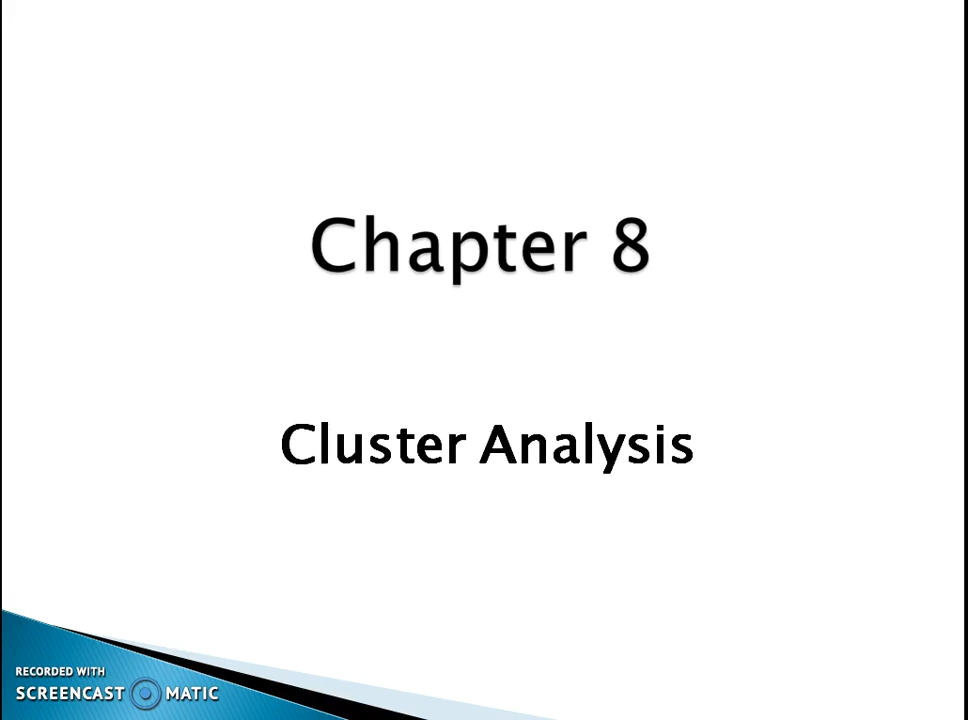 Chapter 8
Cluster Analysis
RECORDED WITH
SCREENCAST MATIC